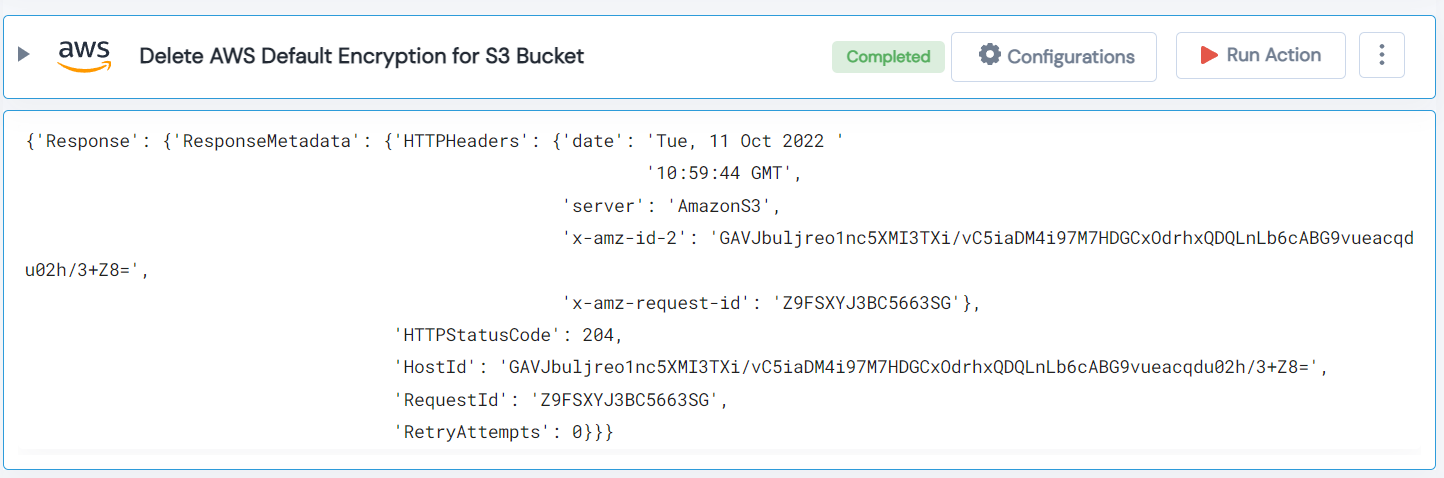 aws Delete AWS Default Encryption for S3 Bucket Completed Configurations Run Action
{'Response': {'ResponseMetadata': {'HTTPHeaders': {'date': 'Tue, 11 Oct 2022 '
'10:59:44 GMT',
'server': 'AmazonS3',
'x-amz-id-2': 'GAVJbuljreo1nc5XMI3TXi/vC5iaDM4i97M7HDGCxOdrhxQDQLnLb6cABG9vueacqd
u02h/3+Z8=',
'x-amz-request-id': 'Z9FSXYJ3BC5663SG'},
'HTTPStatusCode': 204,
'HostId': 'GAVJbuljreo1nc5XMI3TXi/vC5iaDM4i97M7HDGCxOdrhxQDQLnLb6cABG9vueacqdu02h/3+Z8=',
'RequestId': 'Z9FSXYJ3BC5663SG',
'RetryAttempts': 0}}}